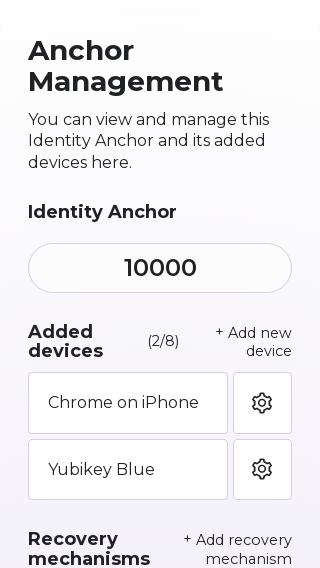 Anchor
Management
You can view and manage this
Identity Anchor and its added
devices here.
Identity Anchor
10000
Added
devices
(2/8)
+ Add new
device
Chrome on iPhone
Yubikey Blue
Recovery
mechanisms
+ Add recovery
mechanism